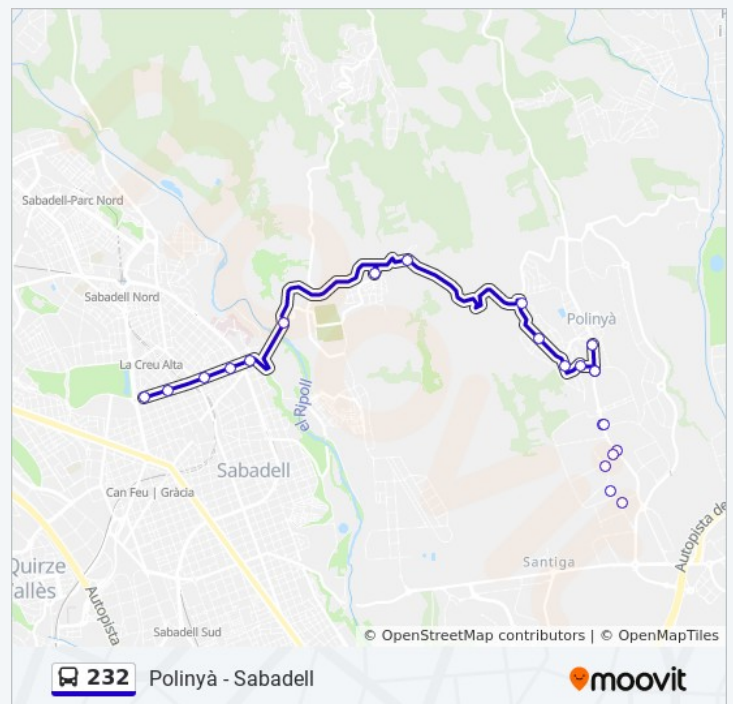 Sabadell-Parc Nord
Sabadell Nord
Polinyà
La Creu Alta
el Ripoll
Sabadell
Can Feu | Gràcia
Autopista de
Santiga
Quirze
Vallès
Autopista
Sabadell Sud
© OpenStreetMap contributors | © OpenMapTiles
232 Polinyà - Sabadell
moovit